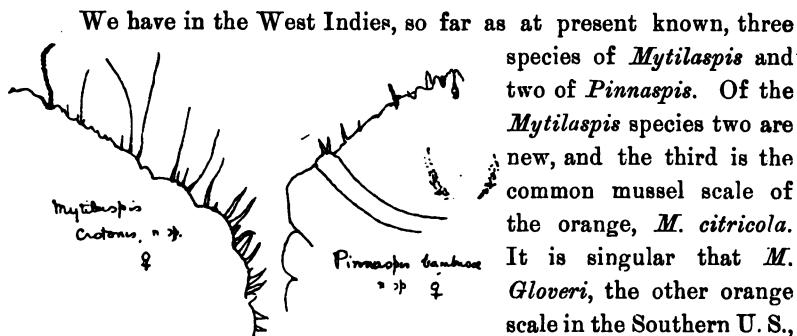 We have in the West Indies, so far as at present known, three
species of Mytilaspis and
two of Pinnaspis. Of the
Mytilaspis species two are
new, and the third is the
common mussel scale of
the orange, M. citricola.
It is singular that M.
Gloveri, the other orange
scale in the Southern U. S.,
Mytilaspis
Crotonis, n sp.
♀
Pinnaspis bambusae
n sp ♀